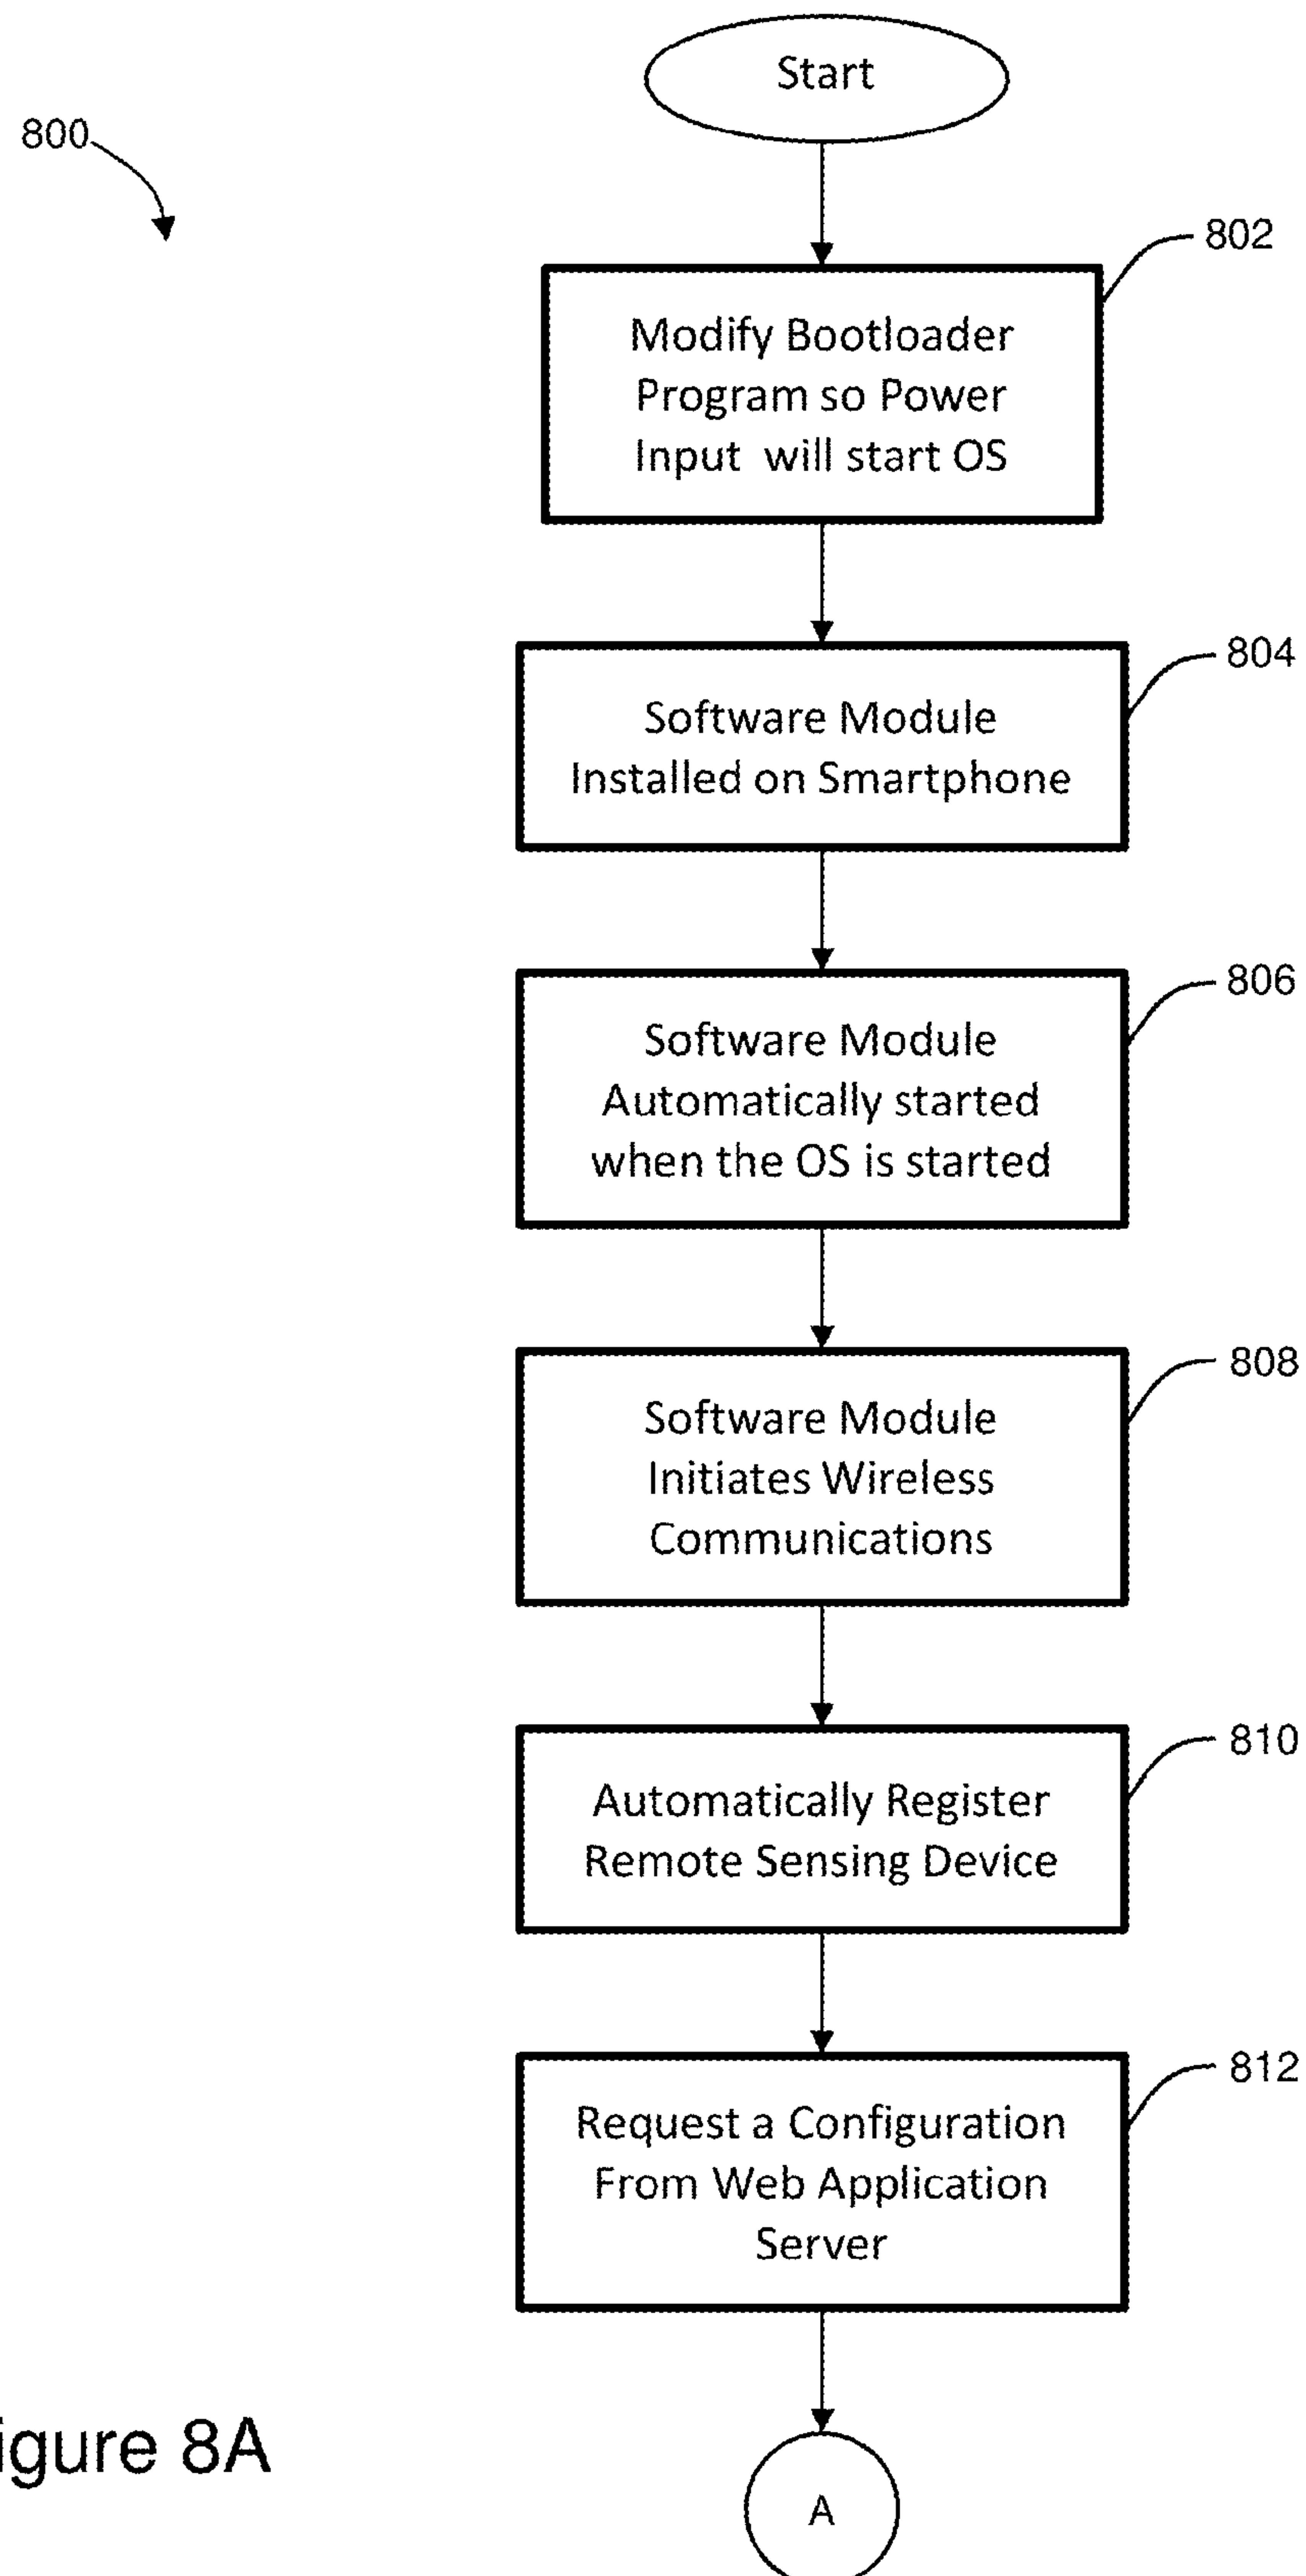 Start
800
802
Modify Bootloader
Program so Power
Input will start OS
804
Software Module
Installed on Smartphone
806
Software Module
Automatically started
when the OS is started
808
Software Module
Initiates Wireless
Communications
810
Automatically Register
Remote Sensing Device
812
Request a Configuration
From Web Application
Server
igure 8A
A